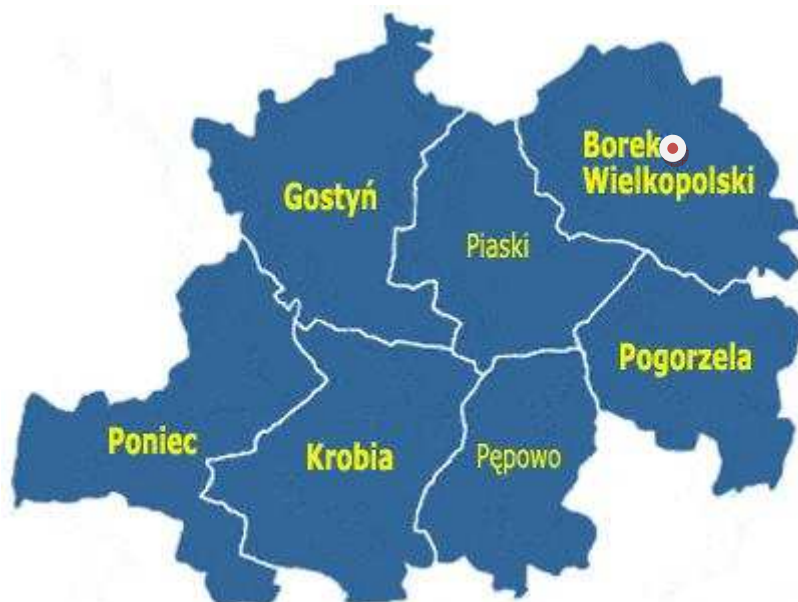 Borek
Wielkopolski
Gostyń
Piaski
Pogorzela
Poniec
Krobia
Pępowo